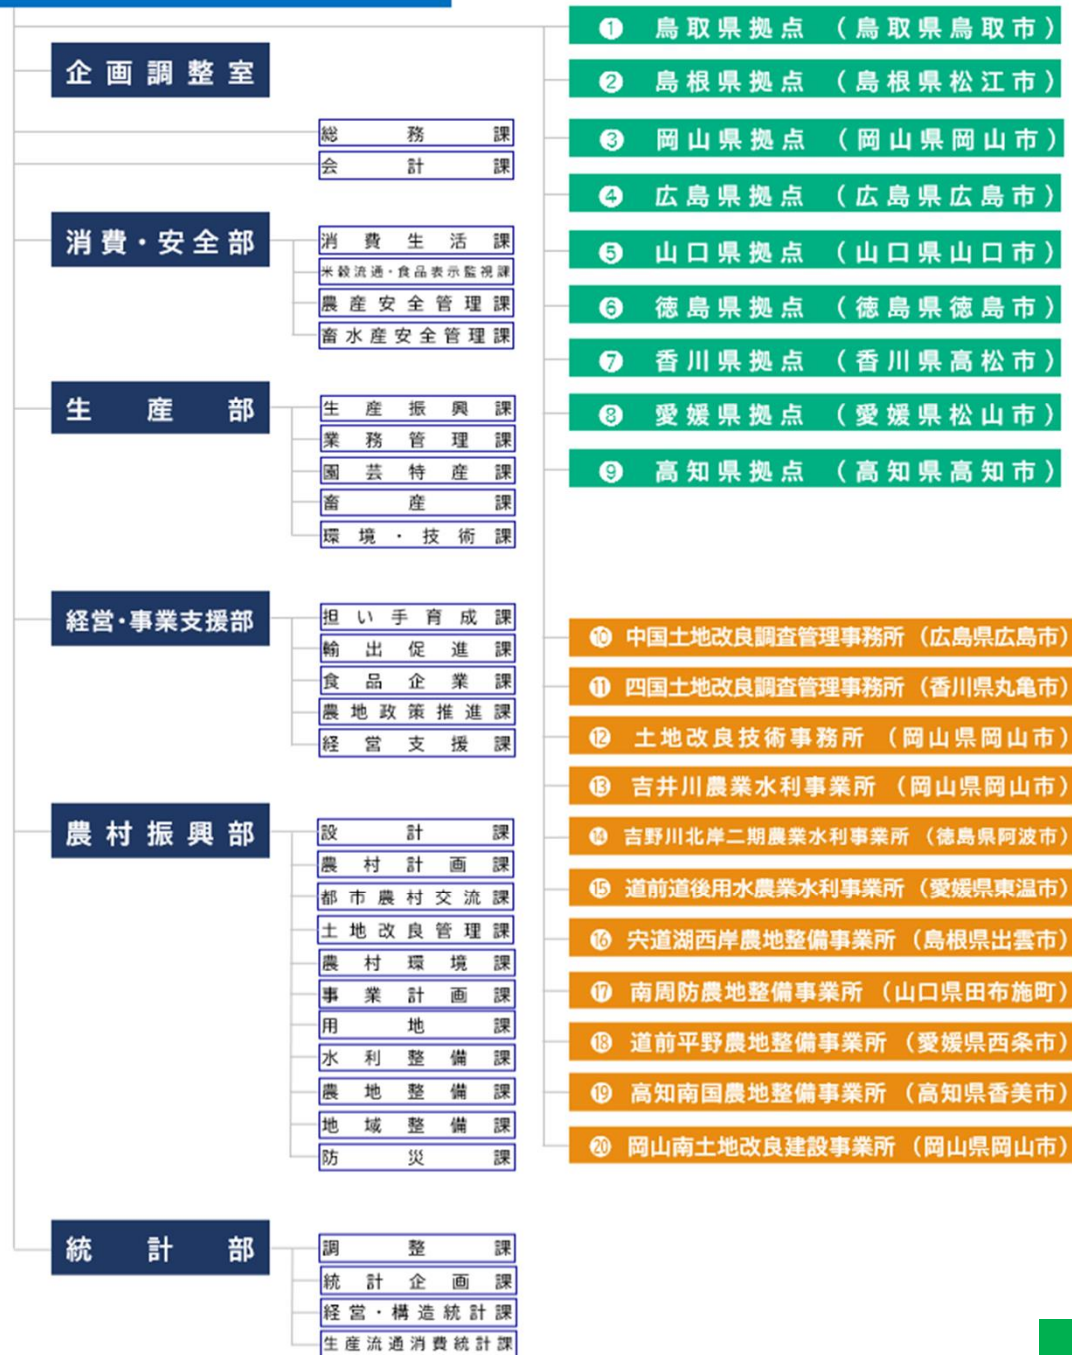 企画調整室
総務課
会計課
消費・安全部
消費生活課
米穀流通・食品表示監視課
農産安全管理課
畜水産安全管理課
生産部
生産振興課
業務管理課
園芸特産課
畜産課
環境・技術課
経営・事業支援部
担い手育成課
輸出促進課
食品企業課
農地政策推進課
経営支援課
農村振興部
設計課
農村計画課
都市農村交流課
土地改良管理課
農村環境課
事業計画課
用地課
水利整備課
農地整備課
地域整備課
防災課
統計部
調整課
統計企画課
経営・構造統計課
生産流通消費統計課
❶ 鳥取県拠点 （鳥取県鳥取市）
❷ 島根県拠点 （島根県松江市）
❸ 岡山県拠点 （岡山県岡山市）
❹ 広島県拠点 （広島県広島市）
❺ 山口県拠点 （山口県山口市）
❻ 徳島県拠点 （徳島県徳島市）
❼ 香川県拠点 （香川県高松市）
❽ 愛媛県拠点 （愛媛県松山市）
❾ 高知県拠点 （高知県高知市）
❿ 中国土地改良調査管理事務所 （広島県広島市）
⓫ 四国土地改良調査管理事務所 （香川県丸亀市）
⓬ 土地改良技術事務所 （岡山県岡山市）
⓭ 吉井川農業水利事業所 （岡山県岡山市）
⓮ 吉野川北岸二期農業水利事業所 （徳島県阿波市）
⓯ 道前道後用水農業水利事業所 （愛媛県東温市）
⓰ 宍道湖西岸農地整備事業所 （島根県出雲市）
⓱ 南周防農地整備事業所 （山口県田布施町）
⓲ 道前平野農地整備事業所 （愛媛県西条市）
⓳ 高知南国農地整備事業所 （高知県香美市）
⓴ 岡山南土地改良建設事業所 （岡山県岡山市）